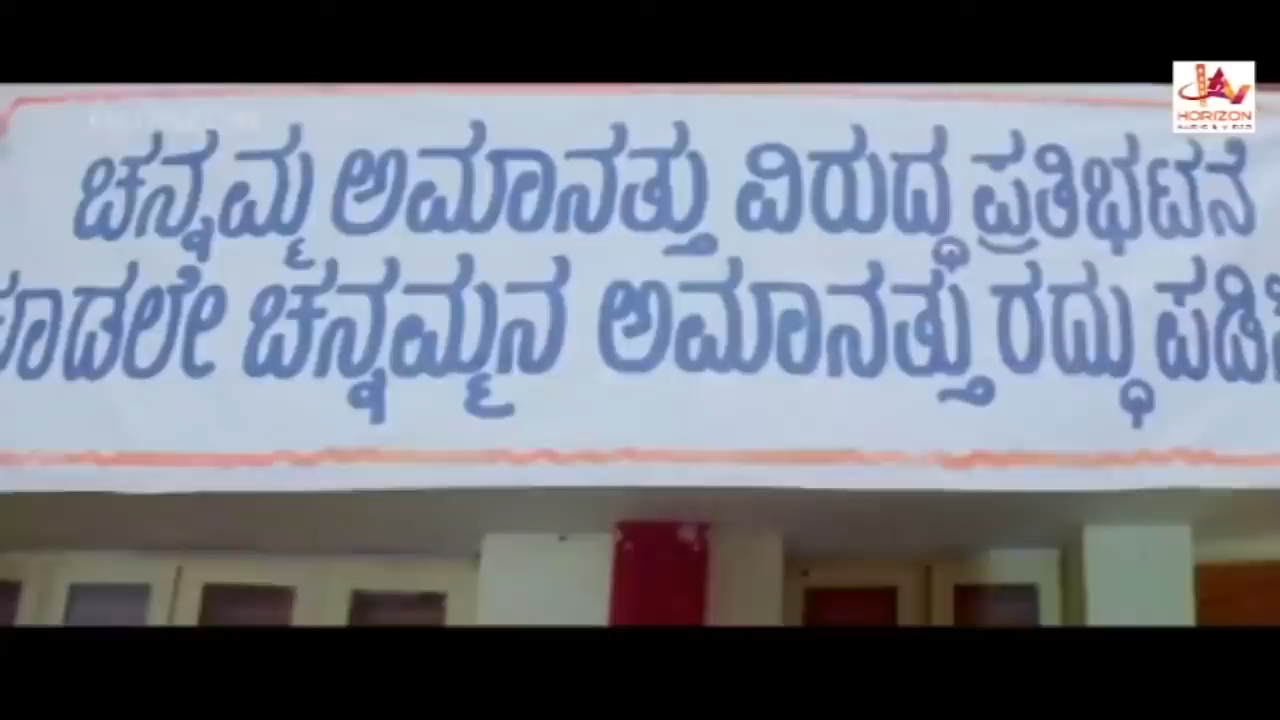 ಚನ್ನಮ್ಮ ಅಮಾನತ್ತು ವಿರುದ್ಧ ಪ್ರತಿಭಟನೆ
ಚನ್ನಮ್ಮನ ಅಮಾನತ್ತು ರದ್ಧು
HORIZON